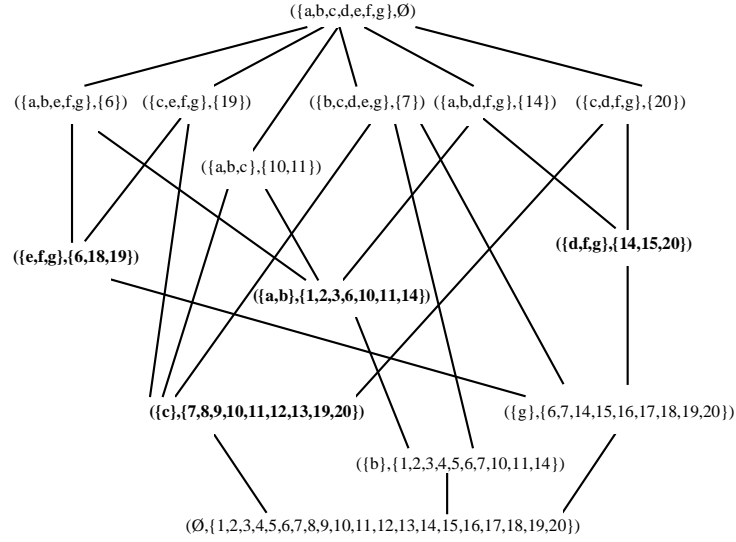 ({a,b,c,d,e,f,g},Ø)
({a,b,e,f,g},{6}) ({c,e,f,g},{19}) ({b,c,d,e,g},{7}) ({a,b,d,f,g},{14}) ({c,d,f,g},{20})
({a,b,c},{10,11})
({e,f,g},{6,18,19}) ({d,f,g},{14,15,20})
({a,b},{1,2,3,6,10,11,14})
({c},{7,8,9,10,11,12,13,19,20}) ({g},{6,7,14,15,16,17,18,19,20})
({b},{1,2,3,4,5,6,7,10,11,14})
(Ø,{1,2,3,4,5,6,7,8,9,10,11,12,13,14,15,16,17,18,19,20})